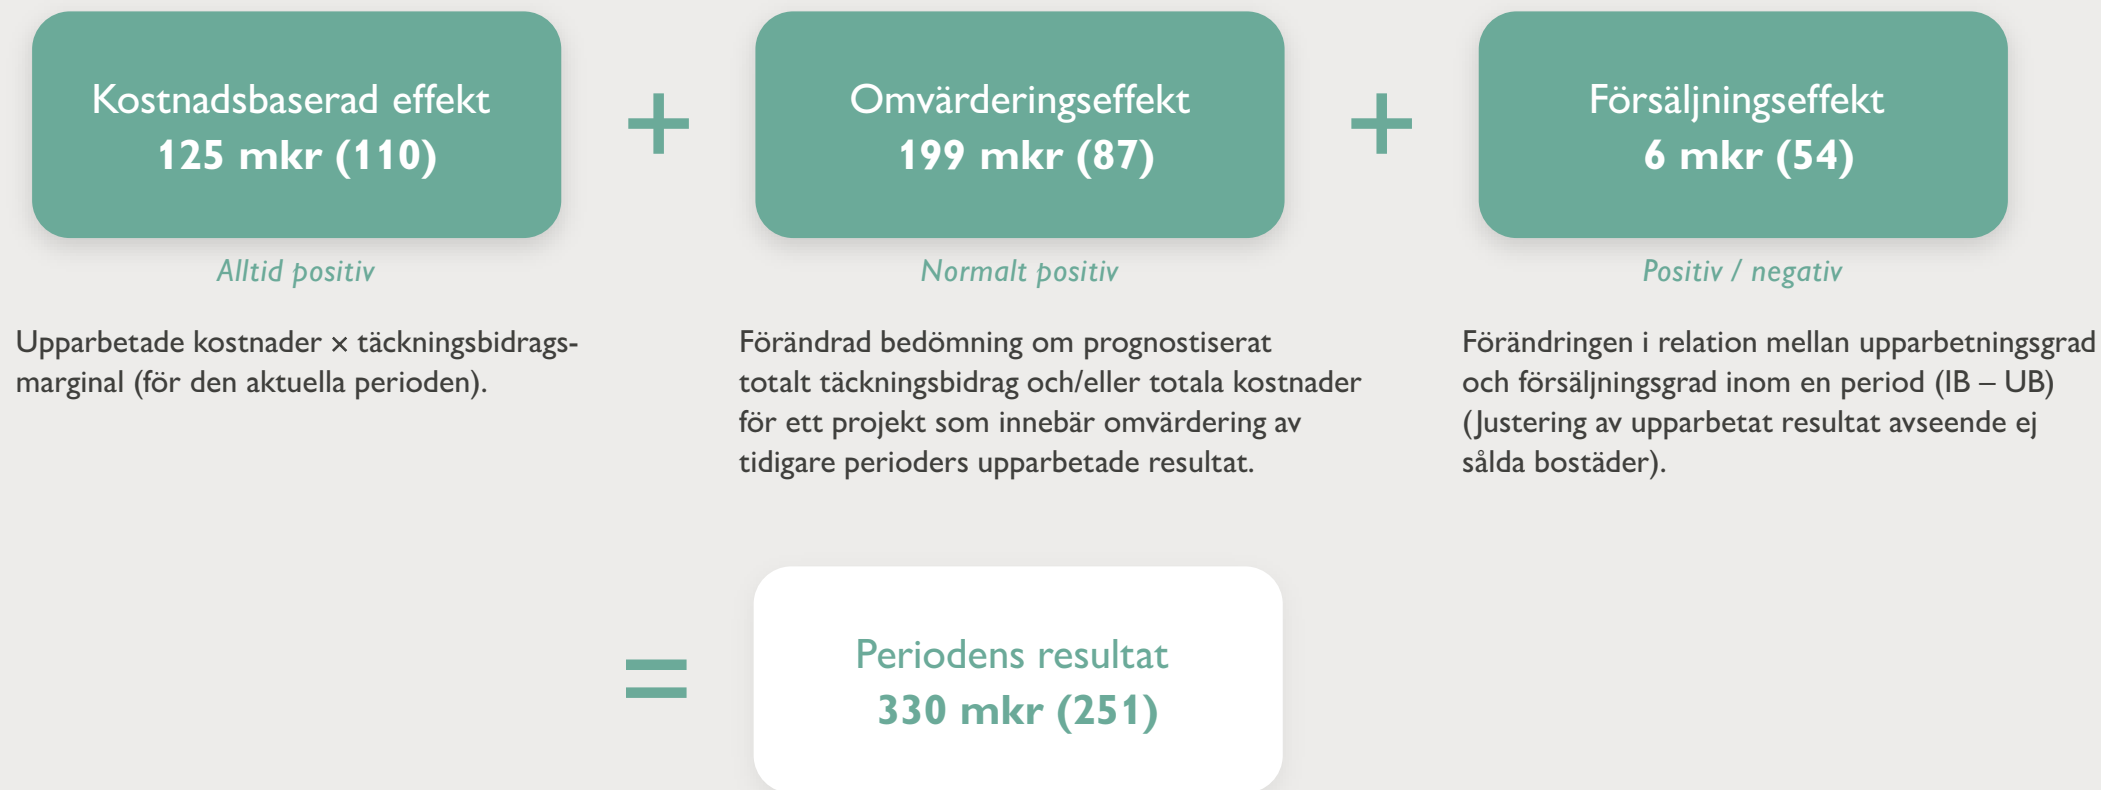 Kostnadsbaserad effekt
125 mkr (110)
+
Omvärderingseffekt
199 mkr (87)
+
Försäljningseffekt
6 mkr (54)
Alltid positiv
Normalt positiv
Positiv / negativ
Upparbetade kostnader × täckningsbidrags-
marginal (för den aktuella perioden).
Förändrad bedömning om prognostiserat
totalt täckningsbidrag och/eller totala kostnader
för ett projekt som innebär omvärdering av
tidigare perioders upparbetade resultat.
Förändringen i relation mellan upparbetningsgrad
och försäljningsgrad inom en period (IB – UB)
(Justering av upparbetat resultat avseende ej
sålda bostäder).
=
Periodens resultat
330 mkr (251)